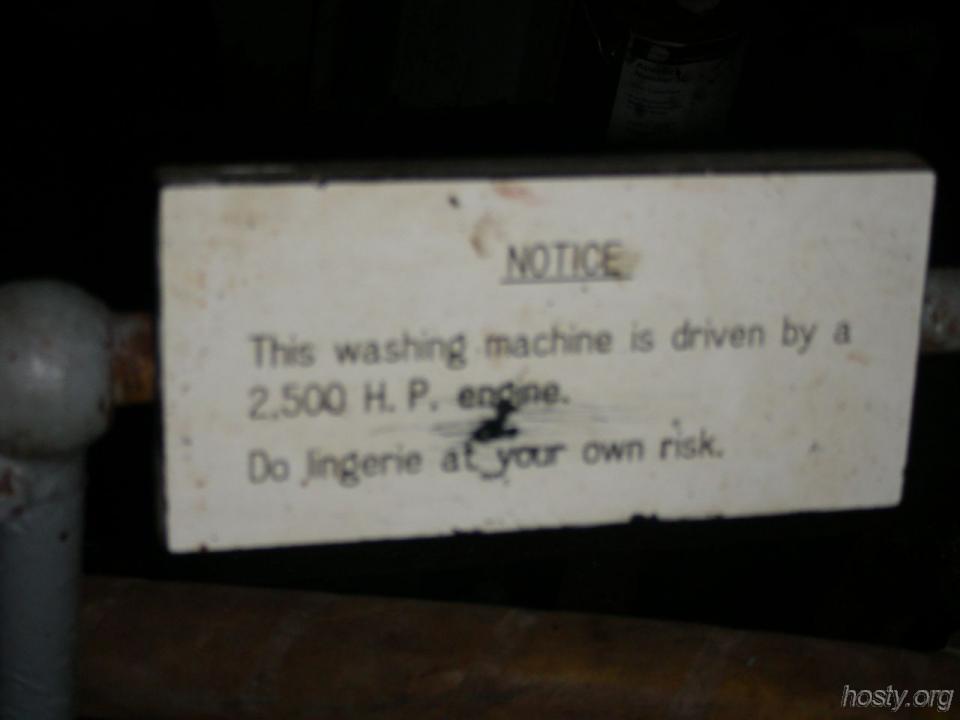 NOTICE
This washing machine is driven by a
2,500 H. P. engine.
Do lingerie at your own risk.
hosty.org